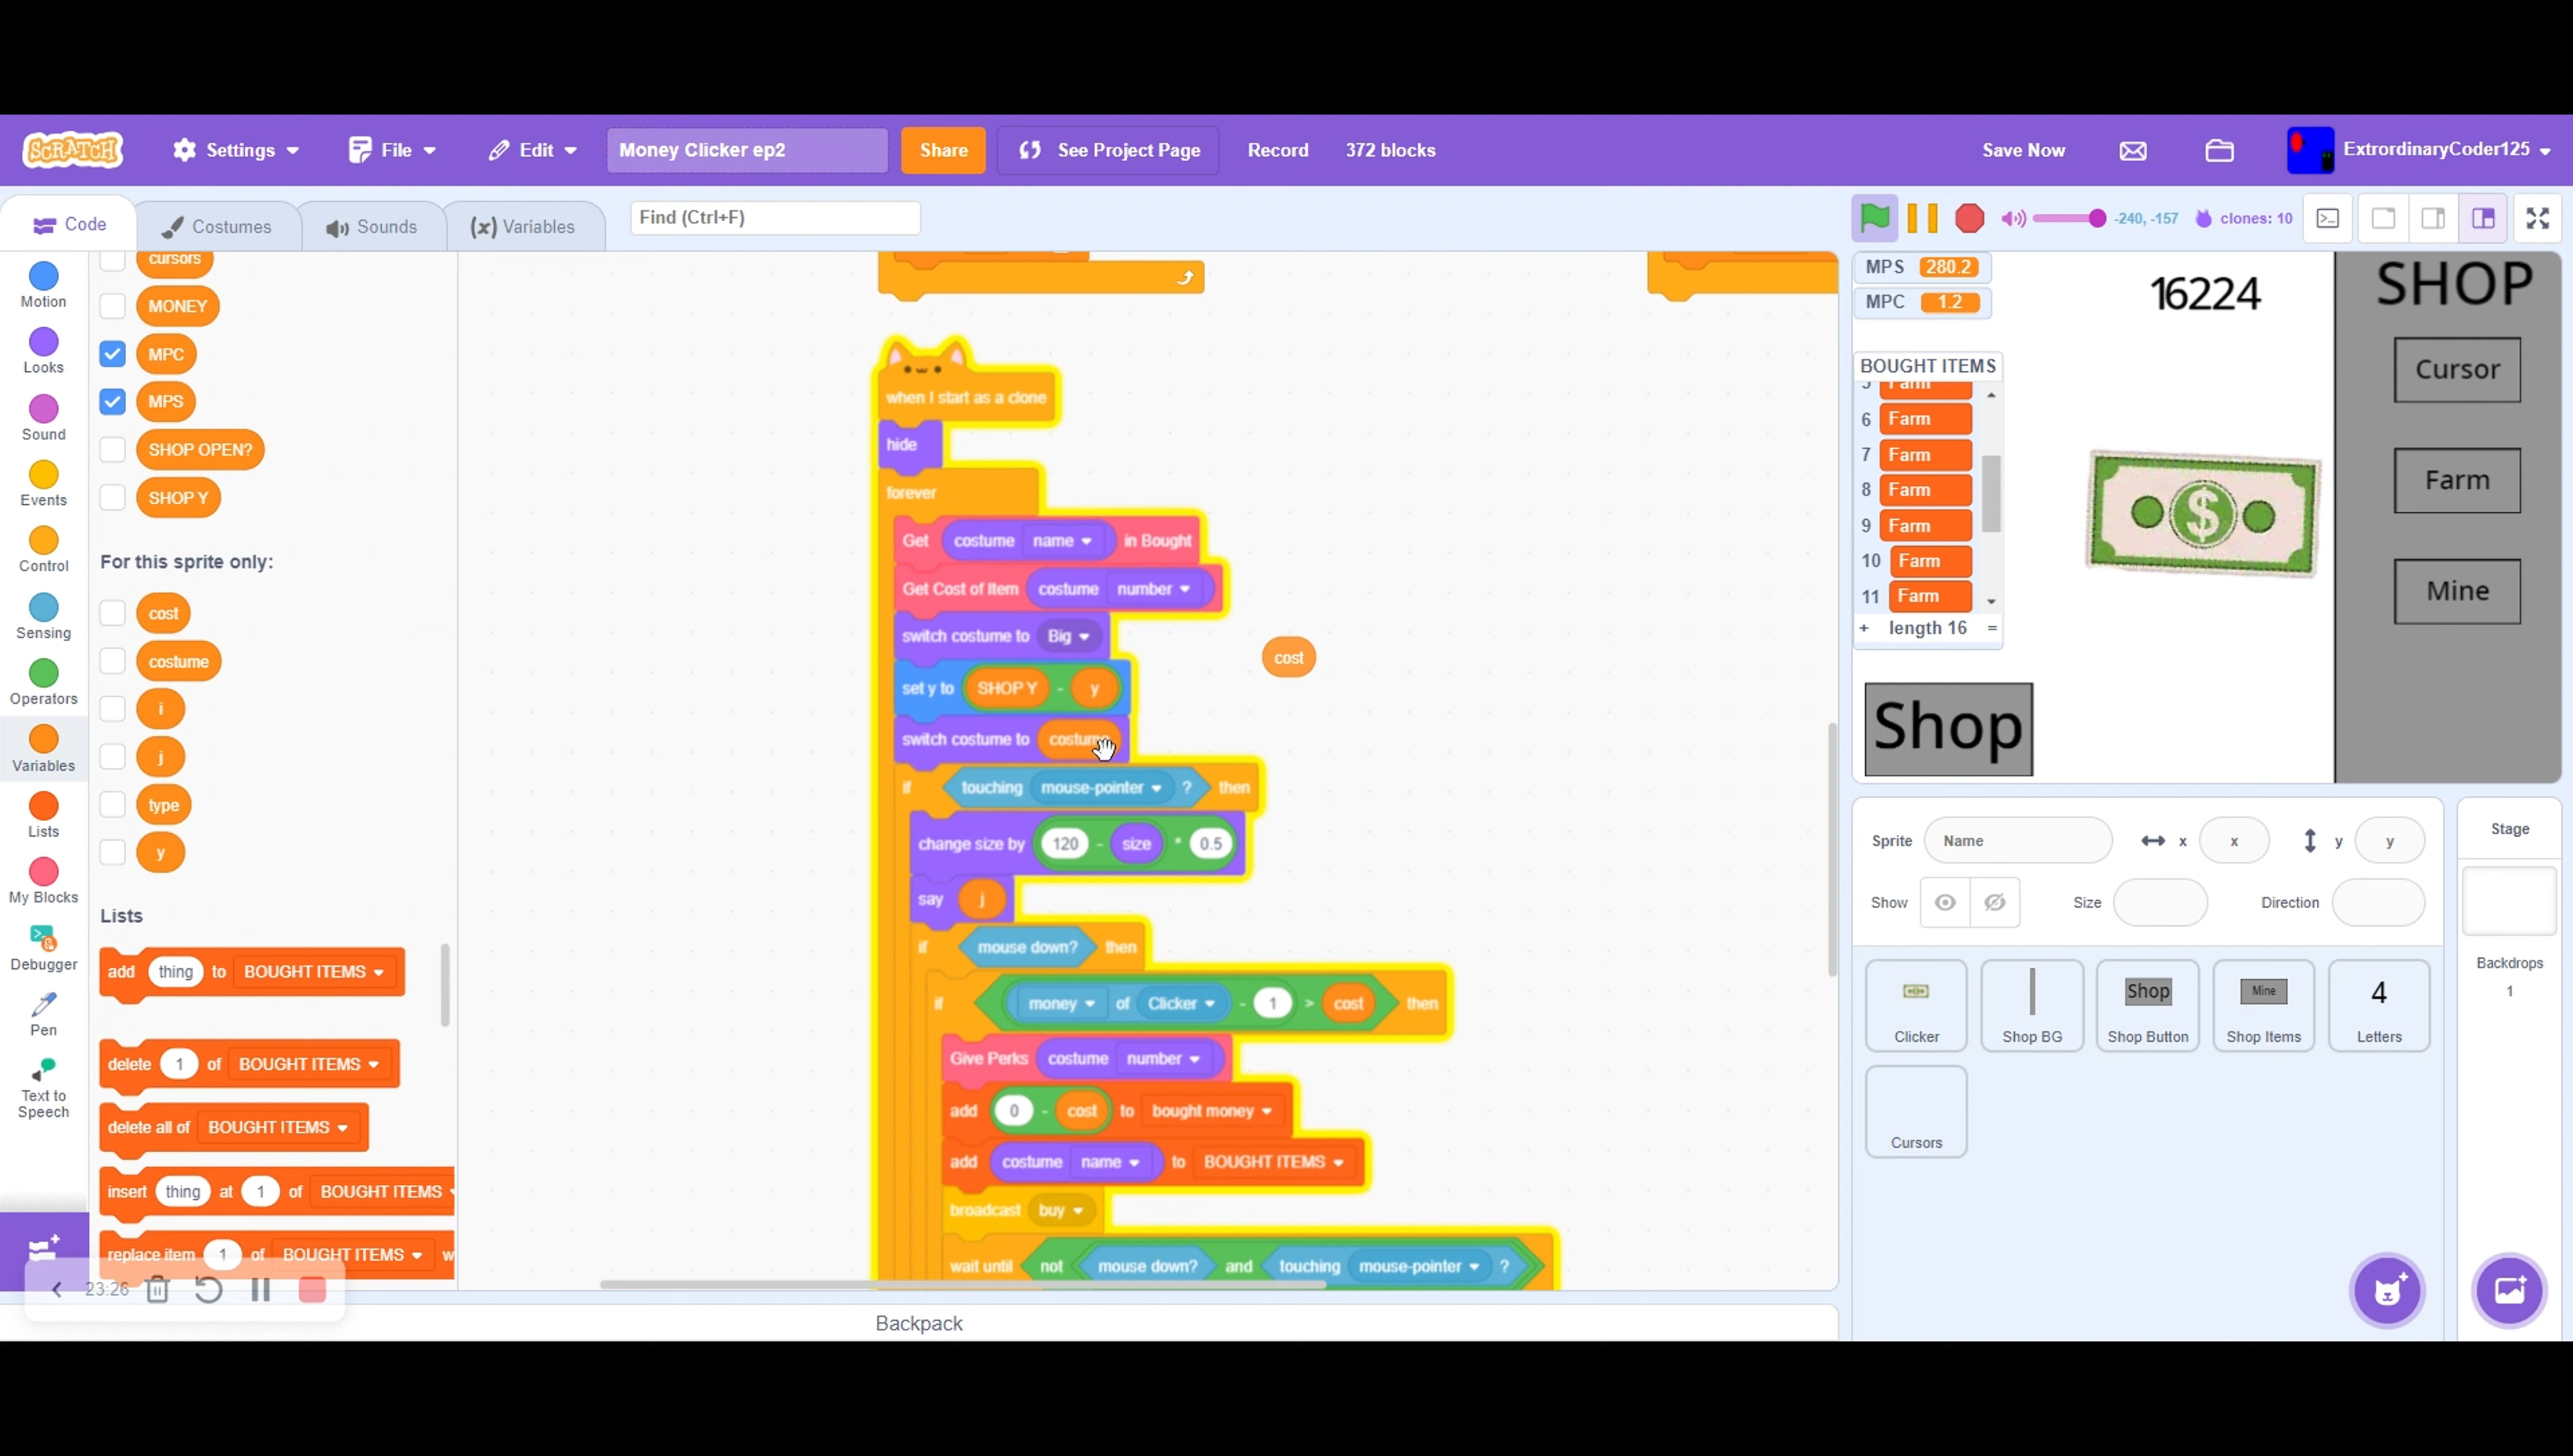 SCRATCH Settings File Edit Money Clicker ep2 Share See Project Page Record 372 blocks Save Now ExtrordinaryCoder125
Code Costumes Sounds (x) Variables Find (Ctrl+F) -240, -157 clones: 10
Motion
Looks
Sound
Events
Control
Sensing
Operators
Variables
Lists
My Blocks
Debugger
Pen
Text to
Speech
cursors
MONEY
MPC
MPS
SHOP OPEN?
SHOP Y
For this sprite only:
cost
costume
i
j
type
y
Lists
add thing to BOUGHT ITEMS
delete 1 of BOUGHT ITEMS
delete all of BOUGHT ITEMS
insert thing at 1 of BOUGHT ITEMS
replace item 1 of BOUGHT ITEMS w
23:26
when I start as a clone
hide
forever
Get costume name in Bought
Get Cost of Item costume number
switch costume to Big
cost
set y to SHOP Y - y
switch costume to costume
if touching mouse-pointer ? then
change size by 120 - size * 0.5
say j
if mouse down? then
if money of Clicker - 1 > cost then
Give Perks costume number
add 0 - cost to bought money
add costume name to BOUGHT ITEMS
broadcast buy
wait until not mouse down? and touching mouse-pointer ?
Backpack
MPS 280.2
MPC 1.2
16224
BOUGHT ITEMS
5 Farm
6 Farm
7 Farm
8 Farm
9 Farm
10 Farm
11 Farm
+ length 16 =
$
Shop
SHOP
Cursor
Farm
Mine
Sprite Name x x y y
Show Size Direction
Clicker
Shop BG
Shop
Shop Button
Mine
Shop Items
4
Letters
Cursors
Stage
Backdrops
1